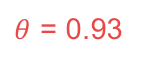 θ = 0.93